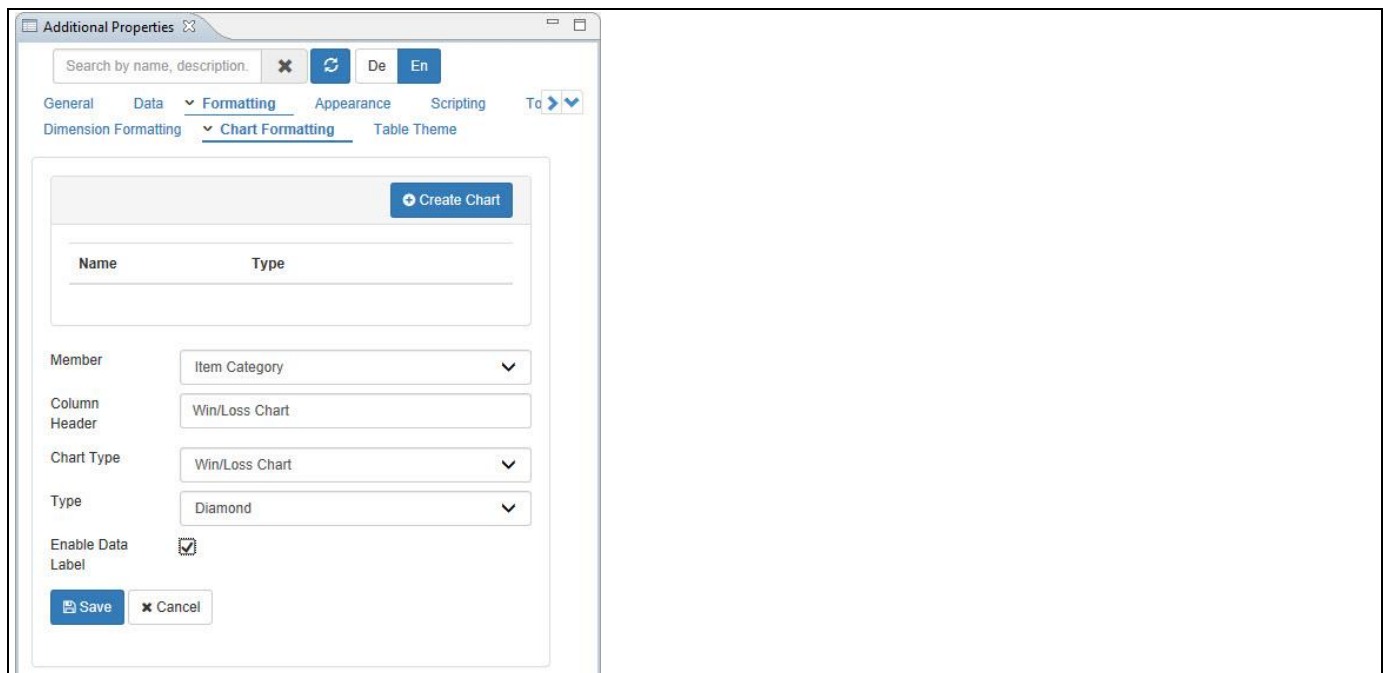 Additional Properties
Search by name, description.
De
En
General Data Formatting Appearance Scripting
Dimension Formatting Chart Formatting Table Theme
Create Chart
Name Type
Member
Item Category
Column
Header
Win/Loss Chart
Chart Type
Win/Loss Chart
Type
Diamond
Enable Data
Label
Save
Cancel